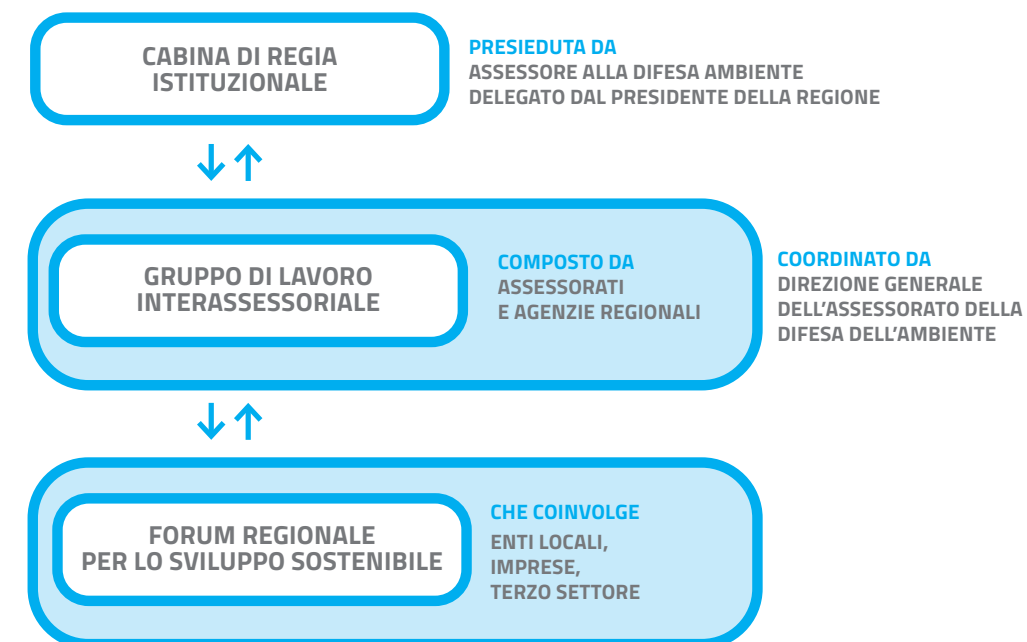 CABINA DI REGIA
ISTITUZIONALE
PRESIEDUTA DA
ASSESSORE ALLA DIFESA AMBIENTE
DELEGATO DAL PRESIDENTE DELLA REGIONE
GRUPPO DI LAVORO
INTERASSESSORIALE
COMPOSTO DA
ASSESSORATI
E AGENZIE REGIONALI
COORDINATO DA
DIREZIONE GENERALE
DELL’ASSESSORATO DELLA
DIFESA DELL’AMBIENTE
FORUM REGIONALE
PER LO SVILUPPO SOSTENIBILE
CHE COINVOLGE
ENTI LOCALI,
IMPRESE,
TERZO SETTORE